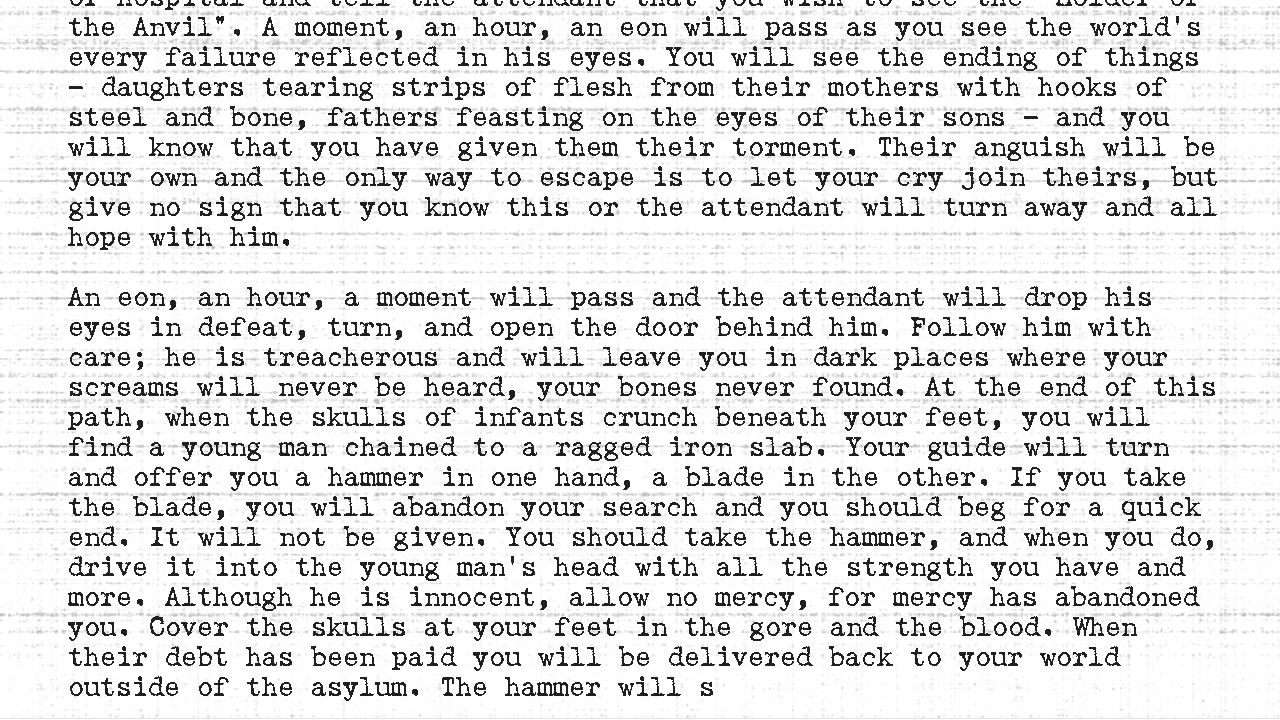 of hospital and tell the attendant that you wish to see the "Holder of
the Anvil". A moment, an hour, an eon will pass as you see the world's
every failure reflected in his eyes. You will see the ending of things
- daughters tearing strips of flesh from their mothers with hooks of
steel and bone, fathers feasting on the eyes of their sons - and you
will know that you have given them their torment. Their anguish will be
your own and the only way to escape is to let your cry join theirs, but
give no sign that you know this or the attendant will turn away and all
hope with him.
An eon, an hour, a moment will pass and the attendant will drop his
eyes in defeat, turn, and open the door behind him. Follow him with
care; he is treacherous and will leave you in dark places where your
screams will never be heard, your bones never found. At the end of this
path, when the skulls of infants crunch beneath your feet, you will
find a young man chained to a ragged iron slab. Your guide will turn
and offer you a hammer in one hand, a blade in the other. If you take
the blade, you will abandon your search and you should beg for a quick
end. It will not be given. You should take the hammer, and when you do,
drive it into the young man's head with all the strength you have and
more. Although he is innocent, allow no mercy, for mercy has abandoned
you. Cover the skulls at your feet in the gore and the blood. When
their debt has been paid you will be delivered back to your world
outside of the asylum. The hammer will s